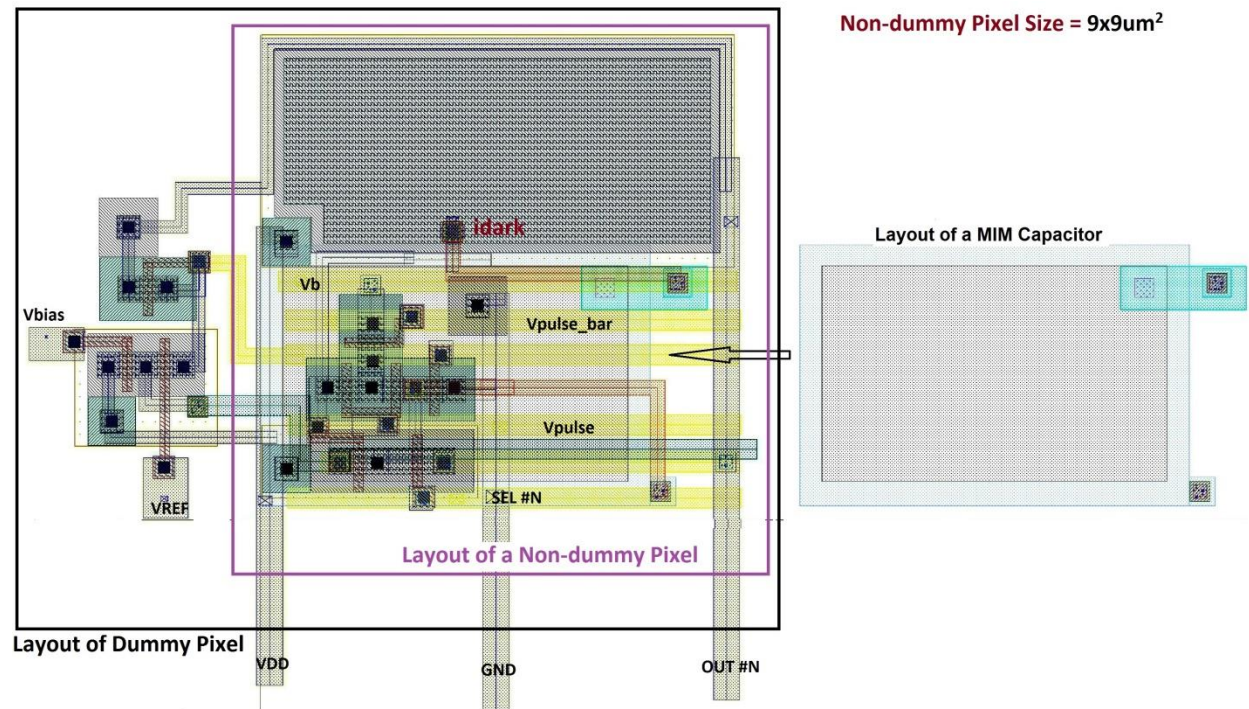 Non-dummy Pixel Size = 9x9um²
idark
Layout of a MIM Capacitor
Vb
Vbias
Vpulse_bar
Vpulse
VREF
SEL #N
Layout of a Non-dummy Pixel
Layout of Dummy Pixel
VDD
GND
OUT #N